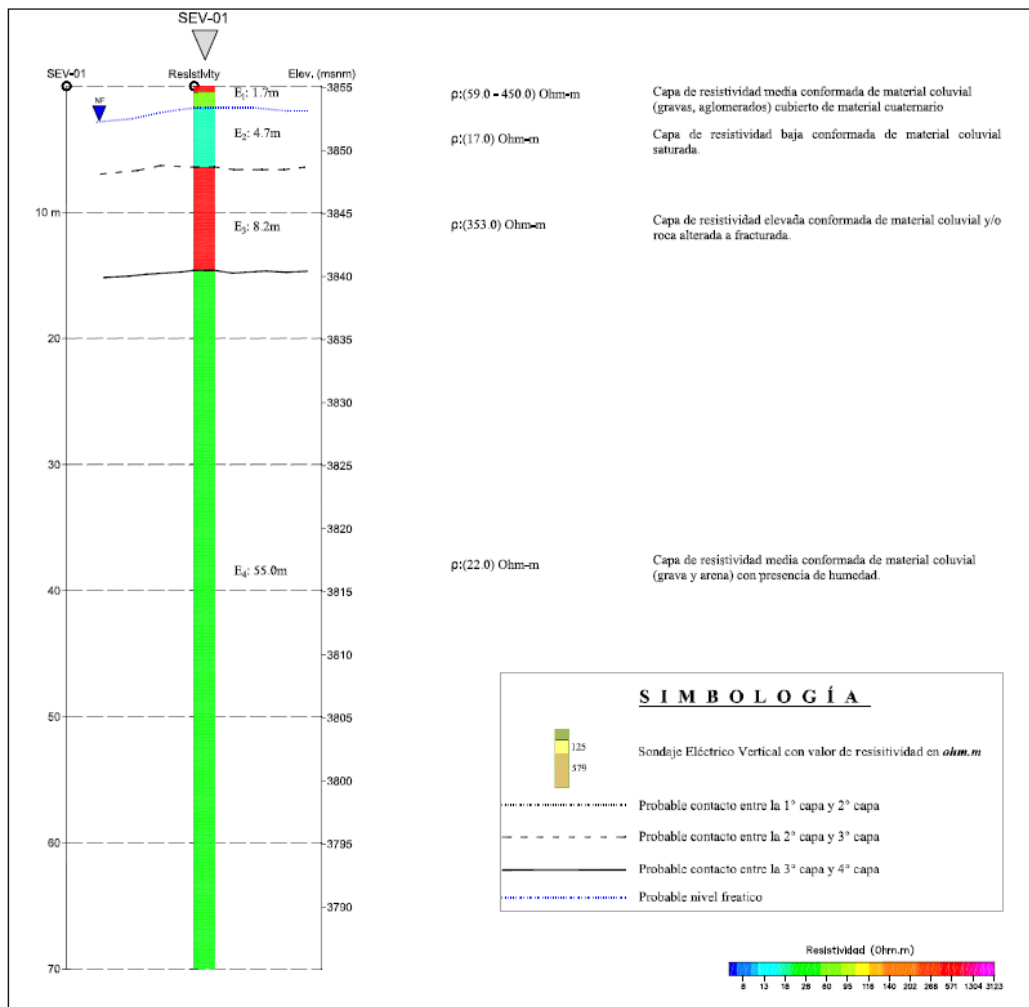 SEV-01
SEV-01 Resistivity Elev. (msnm)
3855
E₁: 1.7m
ρ:(59.0 - 450.0) Ohm-m
Capa de resistividad media conformada de material coluvial
(gravas, aglomerados) cubierto de material cuaternario
NF
E₂: 4.7m
ρ:(17.0) Ohm-m
Capa de resistividad baja conformada de material coluvial
saturada.
3850
10 m
3845
E₃: 8.2m
ρ:(353.0) Ohm-m
Capa de resistividad elevada conformada de material coluvial y/o
roca alterada a fracturada.
3840
20
3835
3830
30
3825
3820
E₄: 55.0m
ρ:(22.0) Ohm-m
Capa de resistividad media conformada de material coluvial
(grava y arena) con presencia de humedad.
40
3815
3810
50
3805
3800
60
3795
3790
70
SIMBOLOGÍA
125
579
Sondaje Eléctrico Vertical con valor de resisitividad en ohm.m
Probable contacto entre la 1° capa y 2° capa
Probable contacto entre la 2° capa y 3° capa
Probable contacto entre la 3° capa y 4° capa
Probable nivel freatico
Resistividad (Ohm.m)
8 13 18 28 60 95 118 140 202 268 571 1304 3123